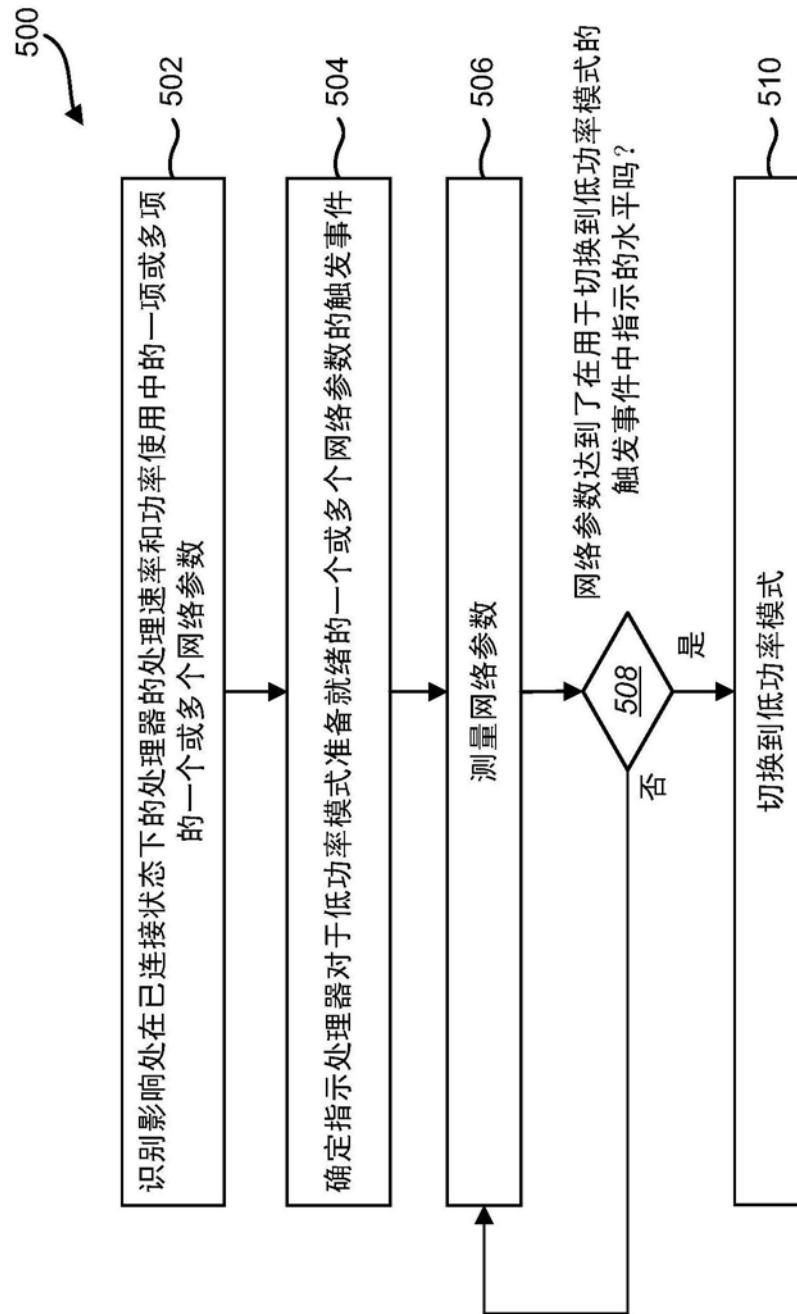 500
识别影响处在已连接状态下的处理器的处理速率和功率使用中的一项或多项
的一个或多个网络参数
502
确定指示处理器对于低功率模式准备就绪的一个或多个网络参数的触发事件
504
测量网络参数
506
网络参数达到了在用于切换到低功率模式的
触发事件中指示的水平吗?
508
否
是
切换到低功率模式
510